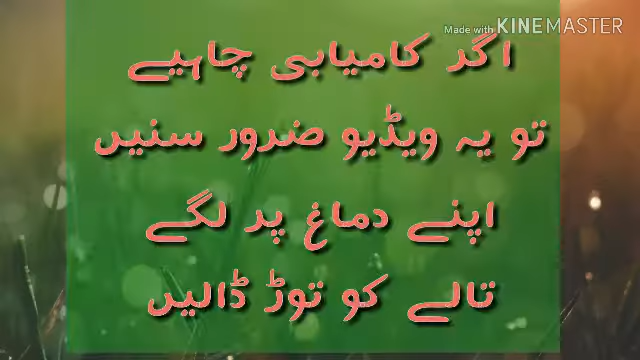 Made with KINEMASTER
اگر کامیابی چاہیے
تو یہ ویڈیو ضرور سنیں
اپنے دماغ پر لگے
تالے کو توڑ ڈالیں